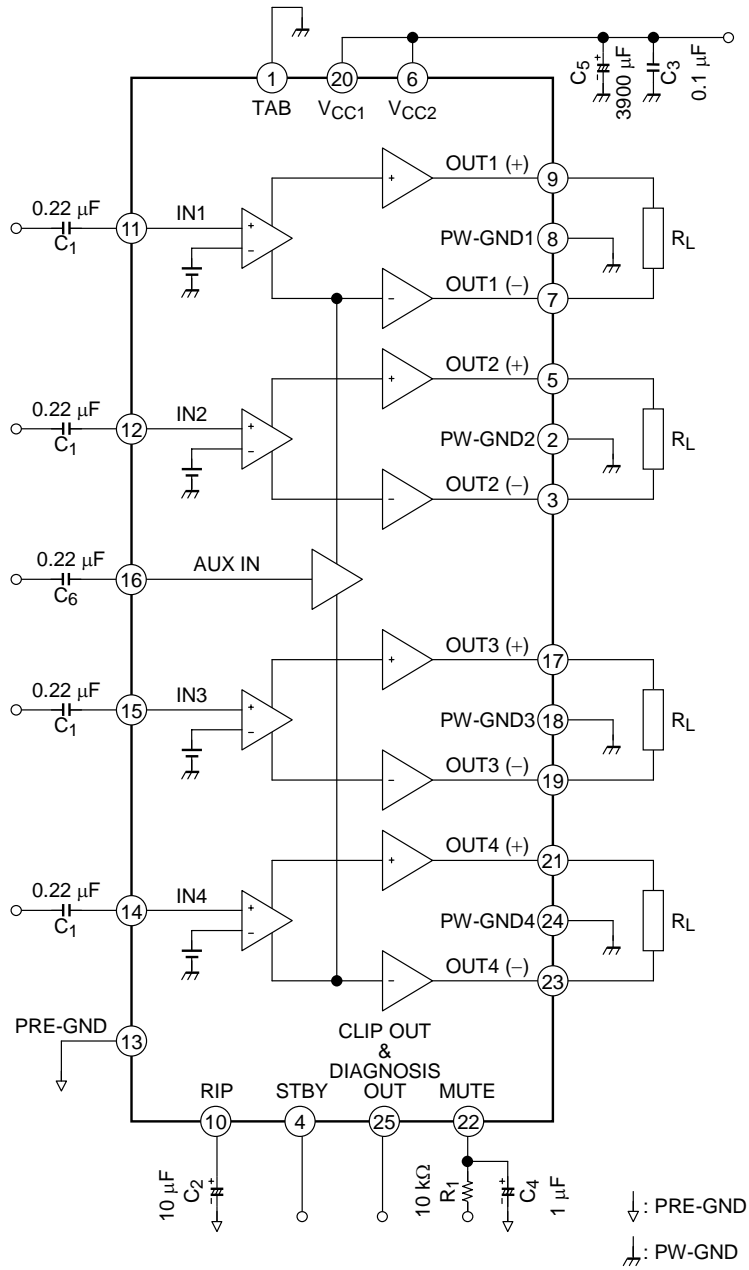 1
TAB
20
VCC1
6
VCC2
C5
3900 μF
C3
0.1 μF
- +
0.22 μF
C1
11
IN1
+
−
+
OUT1 (+)
9
PW-GND1
8
−
OUT1 (−)
7
RL
0.22 μF
C1
12
IN2
+
−
+
OUT2 (+)
5
PW-GND2
2
−
OUT2 (−)
3
RL
0.22 μF
C6
16
AUX IN
0.22 μF
C1
15
IN3
+
−
+
OUT3 (+)
17
PW-GND3
18
−
OUT3 (−)
19
RL
0.22 μF
C1
14
IN4
+
−
+
OUT4 (+)
21
PW-GND4
24
−
OUT4 (−)
23
RL
PRE-GND
13
CLIP OUT
&
DIAGNOSIS
RIP
STBY
OUT
MUTE
10
4
25
22
10 μF
C2
- +
10 kΩ
R1
- +
C4
1 μF
: PRE-GND
: PW-GND